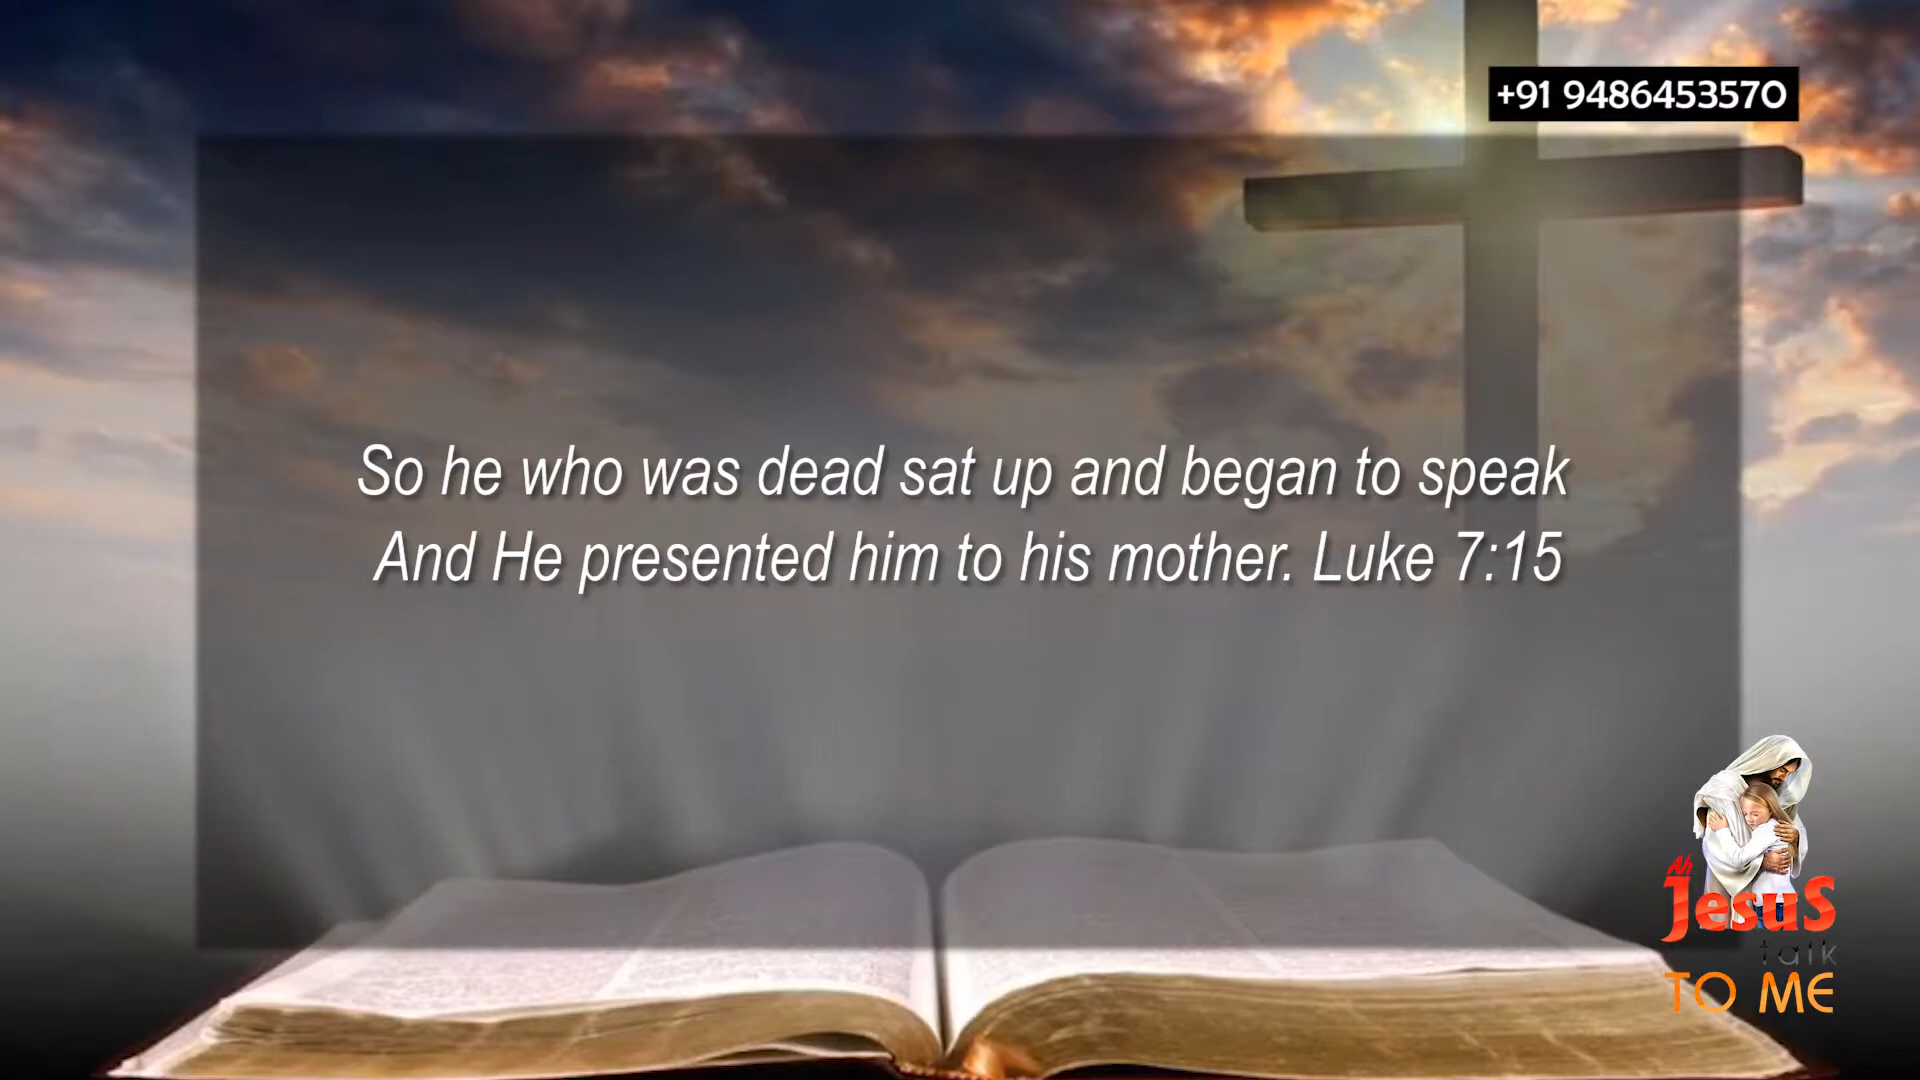 +91 9486453570
So he who was dead sat up and began to speak
And He presented him to his mother. Luke 7:15
Ah
Jesus
talk
TO ME